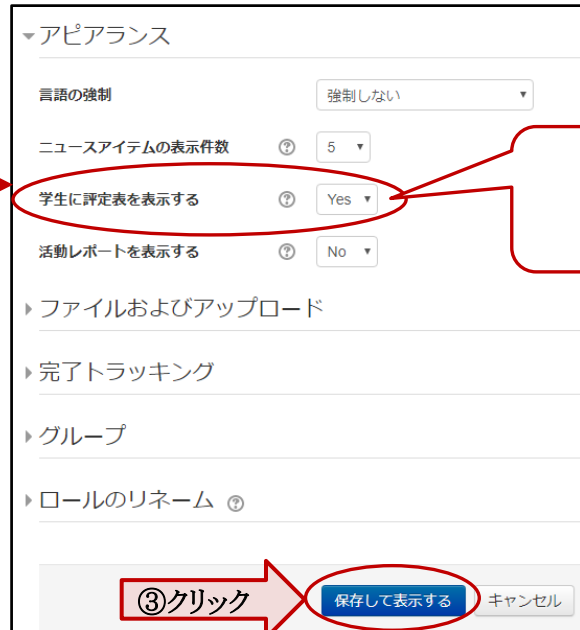 アピアランス
言語の強制 強制しない
ニュースアイテムの表示件数 5
学生に評定表を表示する Yes
活動レポートを表示する No
ファイルおよびアップロード
完了トラッキング
グループ
ロールのリネーム
③クリック 保存して表示する キャンセル